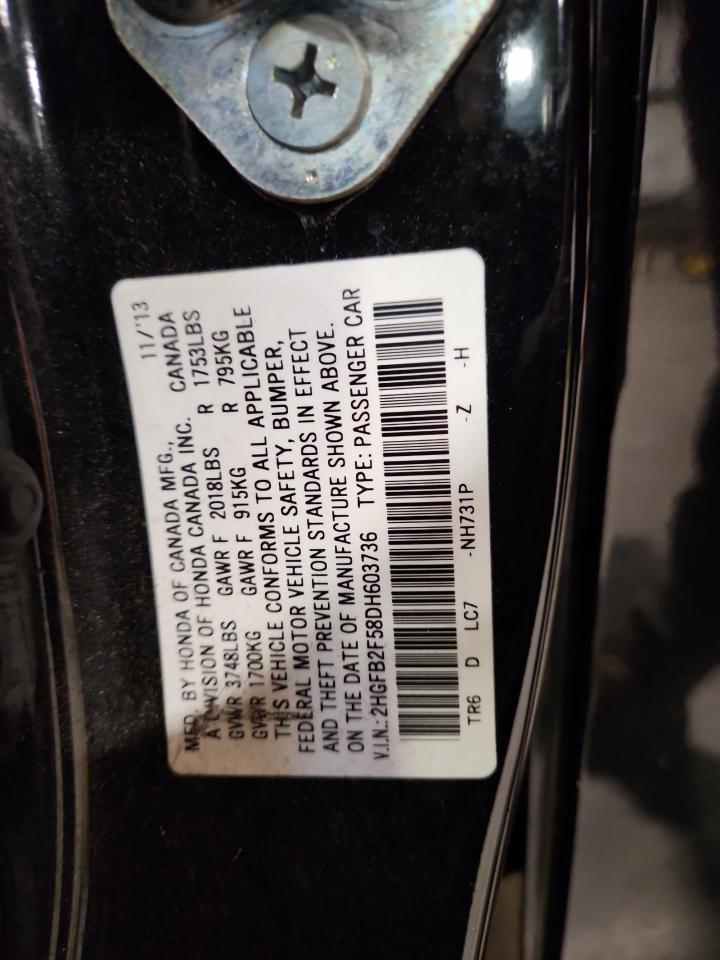 MFD. BY HONDA OF CANADA MFG., 11/'13
A DIVISION OF HONDA CANADA INC. CANADA
GVWR 3748LBS GAWR F 2018LBS R 1753LBS
GVWR 1700KG GAWR F 915KG R 795KG
THIS VEHICLE CONFORMS TO ALL APPLICABLE
FEDERAL MOTOR VEHICLE SAFETY, BUMPER,
AND THEFT PREVENTION STANDARDS IN EFFECT
ON THE DATE OF MANUFACTURE SHOWN ABOVE.
V.I.N.: 2HGFB2F58DH603736 TYPE: PASSENGER CAR
TR6 D LC7 -NH731P -Z -H